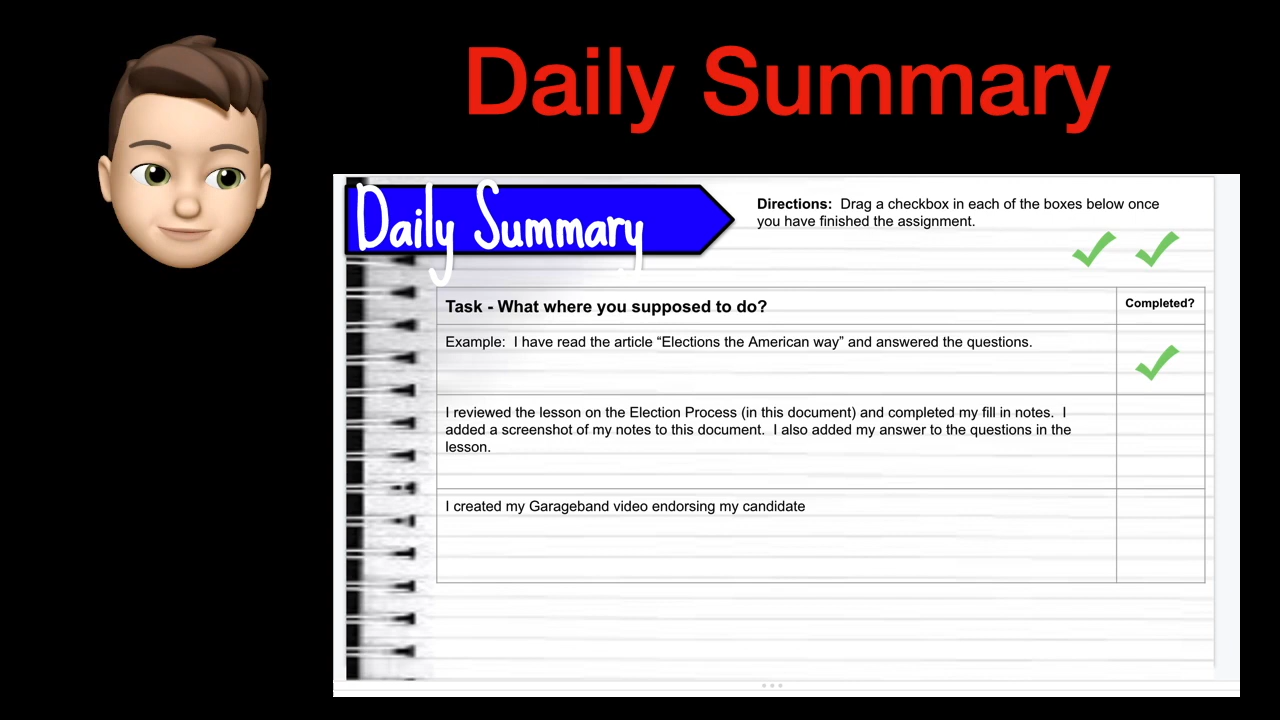 Daily Summary
Daily Summary
Directions: Drag a checkbox in each of the boxes below once
you have finished the assignment.
Task - What where you supposed to do?
Completed?
Example: I have read the article “Elections the American way” and answered the questions.
I reviewed the lesson on the Election Process (in this document) and completed my fill in notes. I
added a screenshot of my notes to this document. I also added my answer to the questions in the
lesson.
I created my Garageband video endorsing my candidate